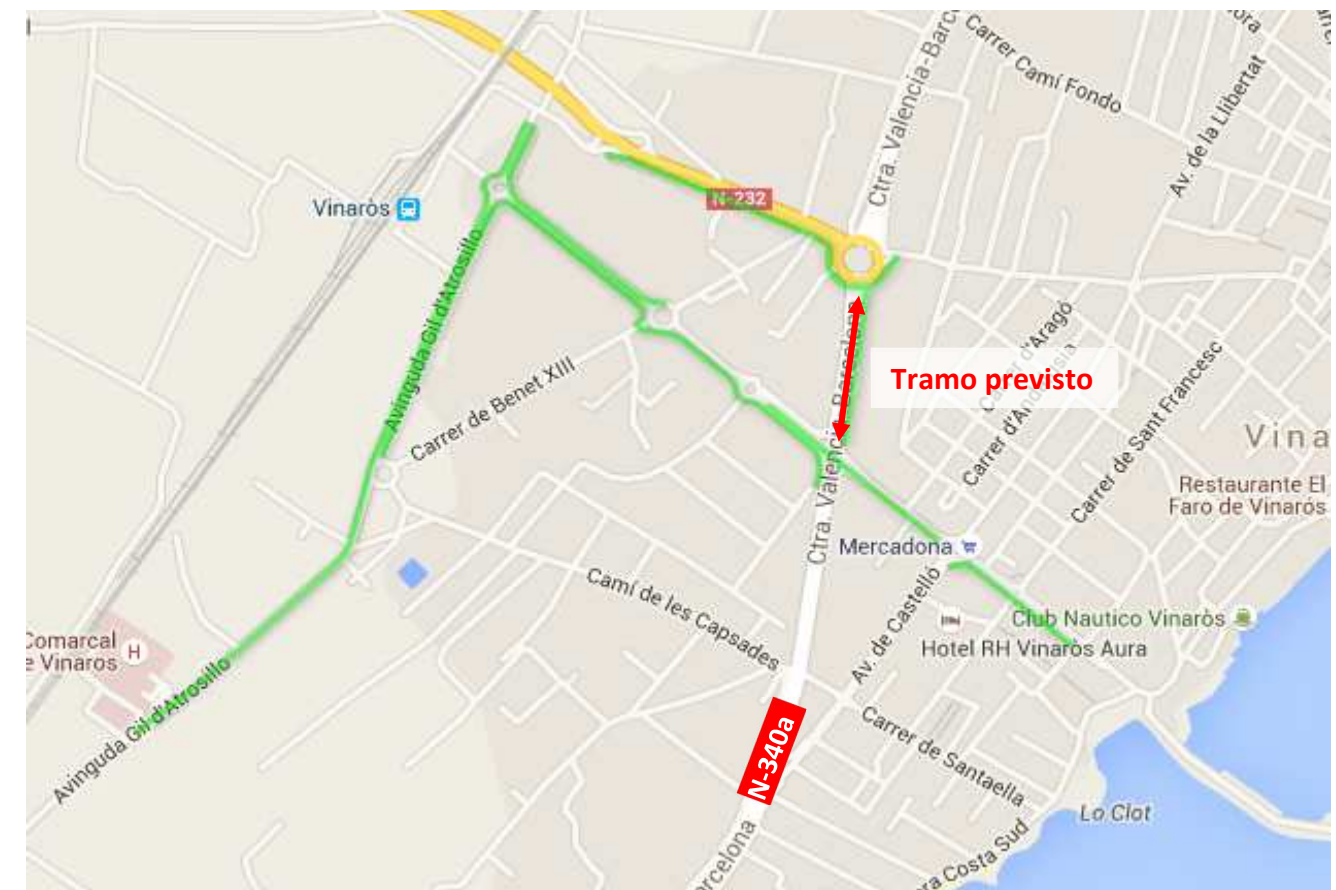 Carrer Camí Fondo
Ctra. Valencia-Barc
Av. de la Llibertat
N-232
Vinaròs
Avinguda Gil d'Atrosillo
Carrer de Benet XIII
Tramo previsto
Carrer d'Aragó
Carrer d'Andalusia
Carrer de Sant Francesc
Vina
Restaurante El
Faro de Vinaròs
Ctra. Valencia-Barcelona
Mercadona
Camí de les Capsades
Av. de Castelló
Club Nautico Vinaròs
Hotel RH Vinaròs Aura
Comarcal
e Vinaros
H
Avinguda Gil d'Atrosillo
N-340a
Carrer de Santaella
Lo Clot
ra Costa Sud
rcelona